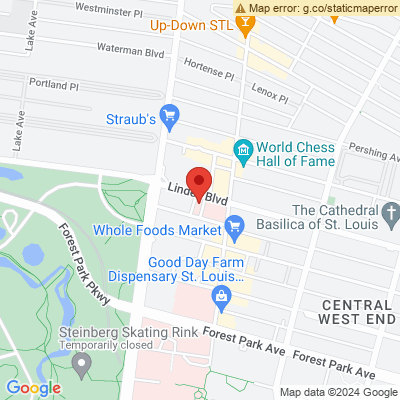 Map error: g.co/staticmaperror
Westminster Pl
Up-Down STL
Lake Ave
Waterman Blvd
Hortense Pl
Portland Pl
Lenox Pl
Straub's
Lake Ave
World Chess
Hall of Fame
Pershing Av
Lindell Blvd
The Cathedral
Basilica of St. Louis
Whole Foods Market
Forest Park Pkwy
Good Day Farm
Dispensary St. Louis...
CENTRAL
WEST END
Steinberg Skating Rink
Temporarily closed
Forest Park Ave
Forest Park Ave
Google
Map data ©2024 Google